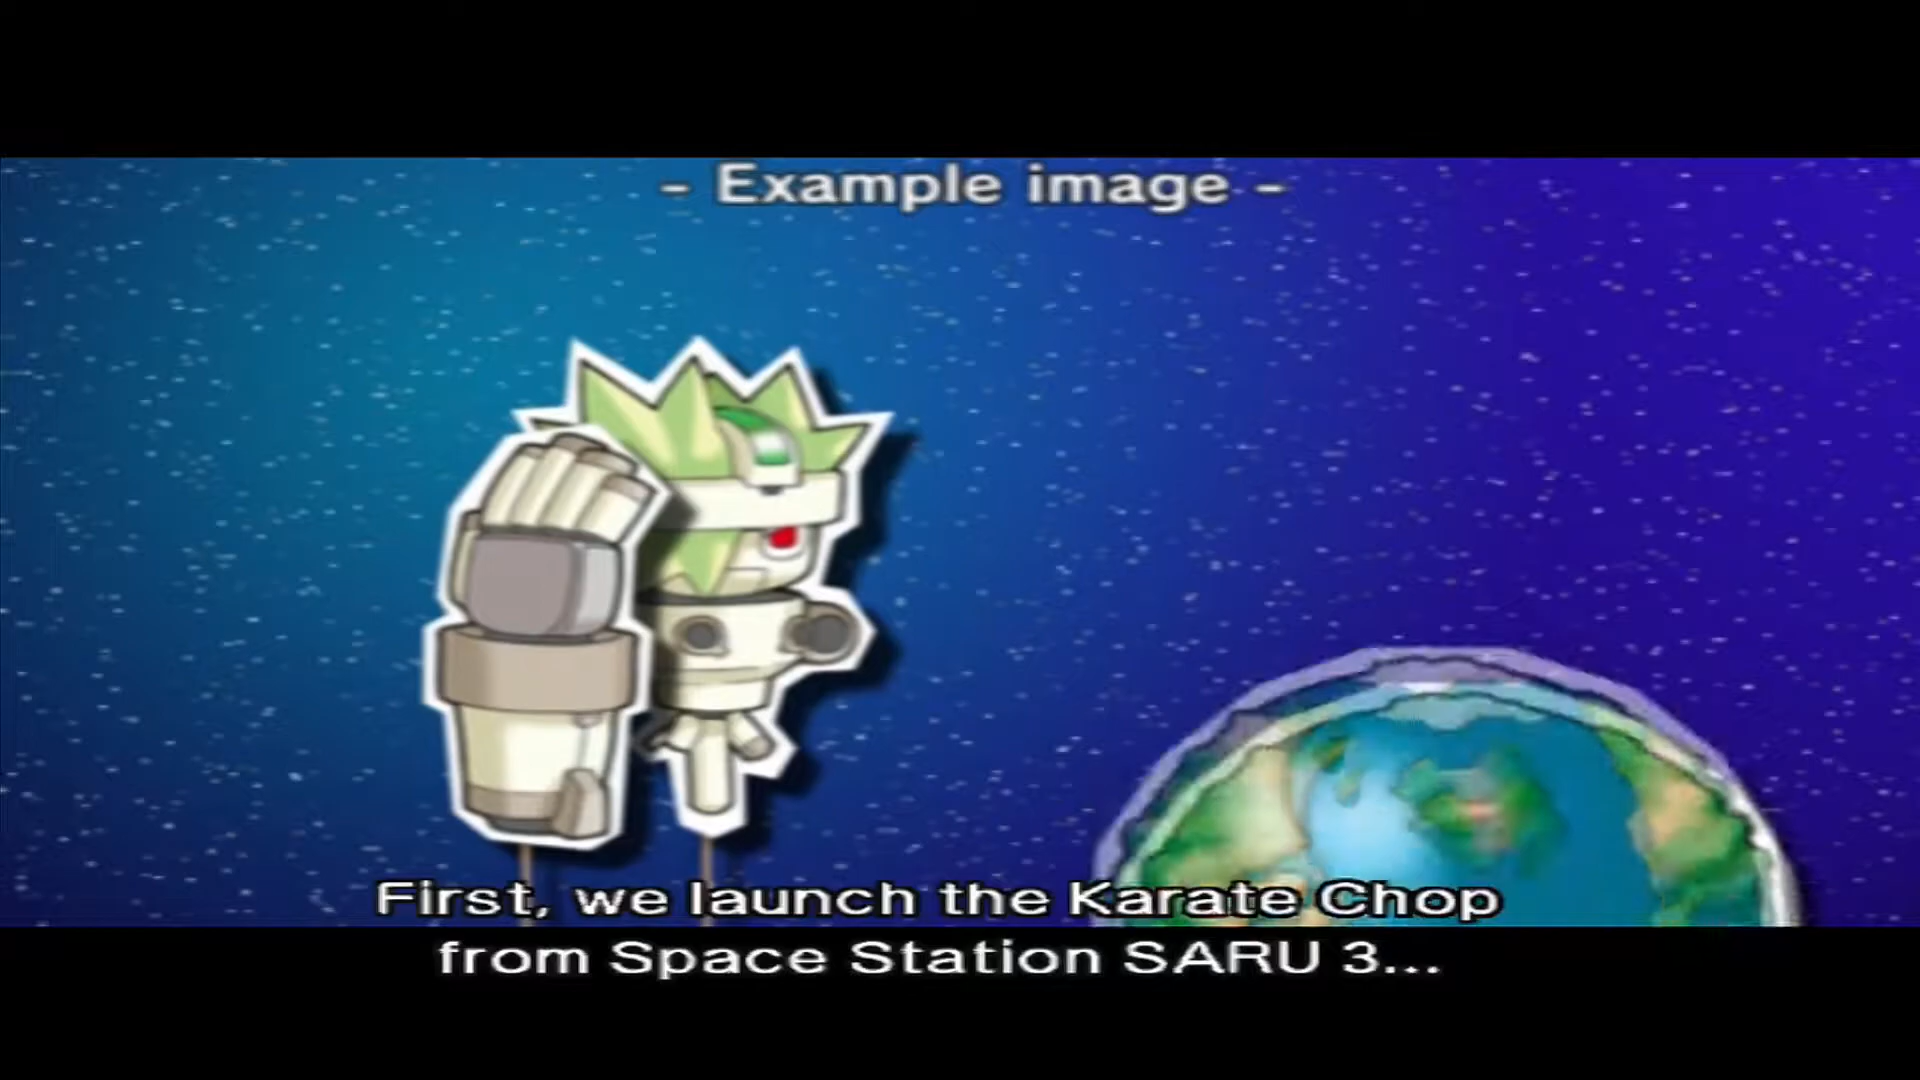 - Example image -
First, we launch the Karate Chop
from Space Station SARU 3...